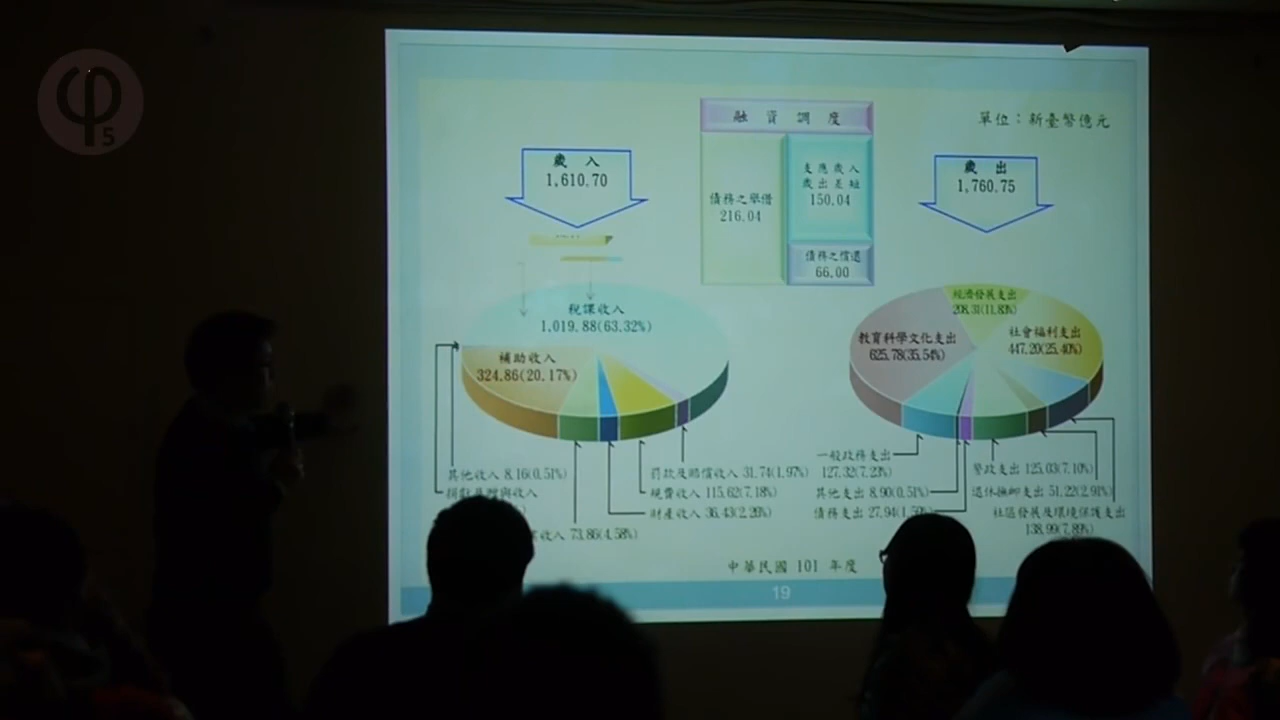 φ5
融資調度
單位：新臺幣億元
歲入
1,610.70
債務之舉借
216.04
支應歲入
歲出差短
150.04
債務之償還
66.00
歲出
1,760.75
稅課收入
1,019.88(63.32%)
補助收入
324.86(20.17%)
其他收入 8.16(0.51%)
罰款及賠償收入 31.74(1.97%)
規費收入 115.62(7.18%)
財產收入 36.43(2.26%)
收入 73.86(4.58%)
經濟發展支出
208.31(11.83%)
教育科學文化支出
625.78(35.54%)
社會福利支出
447.20(25.40%)
一般政務支出
127.32(7.23%)
其他支出 8.90(0.51%)
債務支出 27.94(1.59%)
警政支出 125.03(7.10%)
退休撫卹支出 51.22(2.91%)
社區發展及環境保護支出
138.99(7.89%)
中華民國 101 年度
19